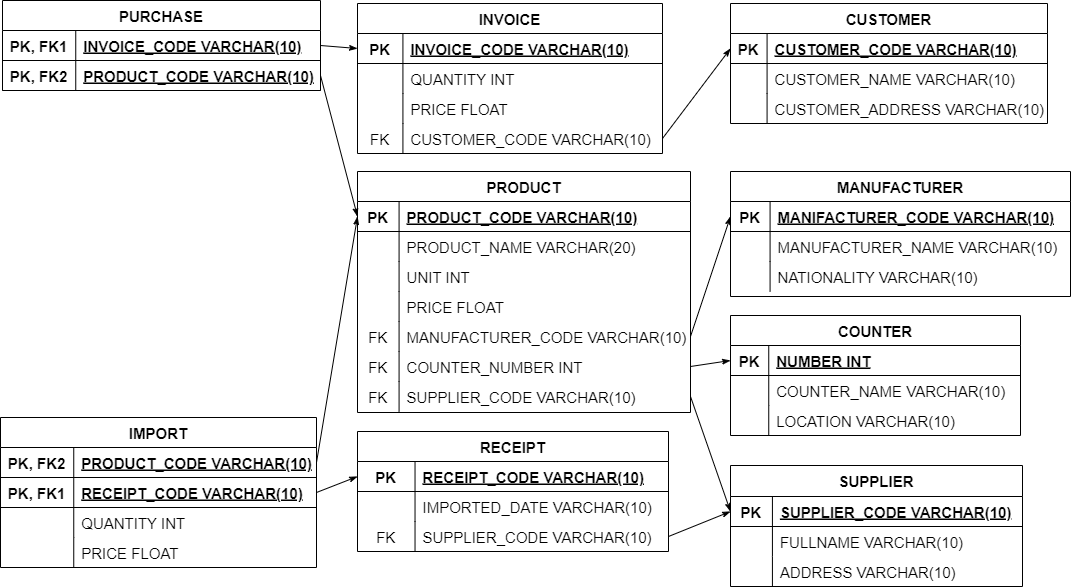 PURCHASE
PK, FK1 INVOICE_CODE VARCHAR(10)
PK, FK2 PRODUCT_CODE VARCHAR(10)
INVOICE
PK INVOICE_CODE VARCHAR(10)
QUANTITY INT
PRICE FLOAT
FK CUSTOMER_CODE VARCHAR(10)
CUSTOMER
PK CUSTOMER_CODE VARCHAR(10)
CUSTOMER_NAME VARCHAR(10)
CUSTOMER_ADDRESS VARCHAR(10)
PRODUCT
PK PRODUCT_CODE VARCHAR(10)
PRODUCT_NAME VARCHAR(20)
UNIT INT
PRICE FLOAT
FK MANUFACTURER_CODE VARCHAR(10)
FK COUNTER_NUMBER INT
FK SUPPLIER_CODE VARCHAR(10)
MANUFACTURER
PK MANIFACTURER_CODE VARCHAR(10)
MANUFACTURER_NAME VARCHAR(10)
NATIONALITY VARCHAR(10)
COUNTER
PK NUMBER INT
COUNTER_NAME VARCHAR(10)
LOCATION VARCHAR(10)
IMPORT
PK, FK2 PRODUCT_CODE VARCHAR(10)
PK, FK1 RECEIPT_CODE VARCHAR(10)
QUANTITY INT
PRICE FLOAT
RECEIPT
PK RECEIPT_CODE VARCHAR(10)
IMPORTED_DATE VARCHAR(10)
FK SUPPLIER_CODE VARCHAR(10)
SUPPLIER
PK SUPPLIER_CODE VARCHAR(10)
FULLNAME VARCHAR(10)
ADDRESS VARCHAR(10)